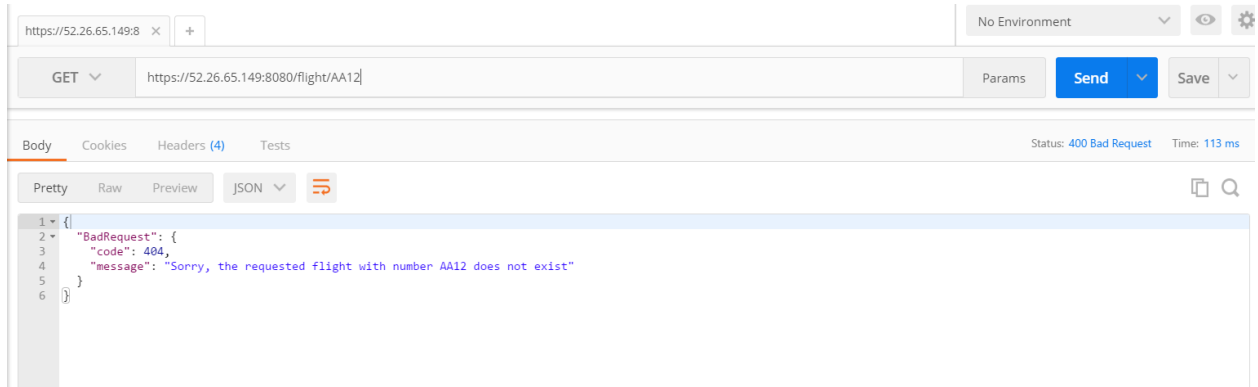 https://52.26.65.149:8
No Environment
GET https://52.26.65.149:8080/flight/AA12 Params Send Save
Body Cookies Headers (4) Tests Status: 400 Bad Request Time: 113 ms
Pretty Raw Preview JSON
1 {
2 "BadRequest": {
3 "code": 404,
4 "message": "Sorry, the requested flight with number AA12 does not exist"
5 }
6 }